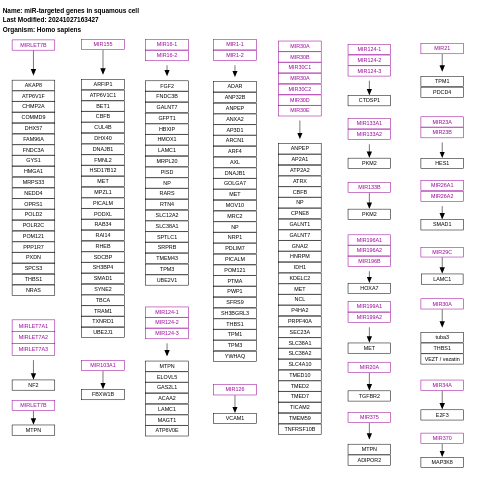 Name: miR-targeted genes in squamous cell
Last Modified: 20241027163427
Organism: Homo sapiens
MIRLET7B
AKAP8
ATP6V1F
CHMP2A
COMMD9
DHX57
FAM96A
FNDC3A
GYS1
HMGA1
MRPS33
NEDD4
OPRS1
POLD2
POLR2C
POM121
PPP1R7
PXDN
SPCS3
THBS1
NRAS
MIRLET7A1
MIRLET7A2
MIRLET7A3
NF2
MIRLET7B
MTPN
MIR155
ARFIP1
ATP6V1C1
BET1
CBFB
CUL4B
DHX40
DNAJB1
FMNL2
HSD17B12
MET
MPZL1
PICALM
PODXL
RAB34
RAI14
RHEB
SDCBP
SH3BP4
SMAD1
SYNE2
TBCA
TRAM1
TXNRD1
UBE2J1
MIR103A1
FBXW1B
MIR16-1
MIR16-2
FGF2
FNDC3B
GALNT7
GFPT1
HBXIP
HMOX1
LAMC1
MRPL20
PISD
NP
RARS
RTN4
SLC12A2
SLC38A1
SPTLC1
SRPRB
TMEM43
TPM3
UBE2V1
MIR124-1
MIR124-2
MIR124-3
MTPN
ELOVL5
GAS2L1
ACAA2
LAMC1
MAGT1
ATP6V0E
MIR1-1
MIR1-2
ADAR
ANP32B
ANPEP
ANXA2
AP3D1
ARCN1
ARF4
AXL
DNAJB1
GOLGA7
MET
MOV10
MRC2
NP
NRP1
PDLIM7
PICALM
POM121
PTMA
PWP1
SFRS9
SH3BGRL3
THBS1
TPM1
TPM3
YWHAQ
MIR126
VCAM1
MIR30A
MIR30B
MIR30C1
MIR30A
MIR30C2
MIR30D
MIR30E
ANPEP
AP2A1
ATP2A2
ATRX
CBFB
NP
CPNE8
GALNT1
GALNT7
GNAI2
HNRPM
IDH1
KDELC2
MET
NCL
P4HA2
PRPF40A
SEC23A
SLC38A1
SLC38A2
SLC4A10
TMED10
TMED2
TMED7
TICAM2
TMEM59
TNFRSF10B
MIR124-1
MIR124-2
MIR124-3
CTDSP1
MIR133A1
MIR133A2
PKM2
MIR133B
PKM2
MIR196A1
MIR196A2
MIR196B
HOXA7
MIR199A1
MIR199A2
MET
MIR20A
TGFBR2
MIR375
MTPN
ADIPOR2
MIR21
TPM1
PDCD4
MIR23A
MIR23B
HES1
MIR26A1
MIR26A2
SMAD1
MIR29C
LAMC1
MIR30A
tuba3
THBS1
VEZT / vezatin
MIR34A
E2F3
MIR370
MAP3K8